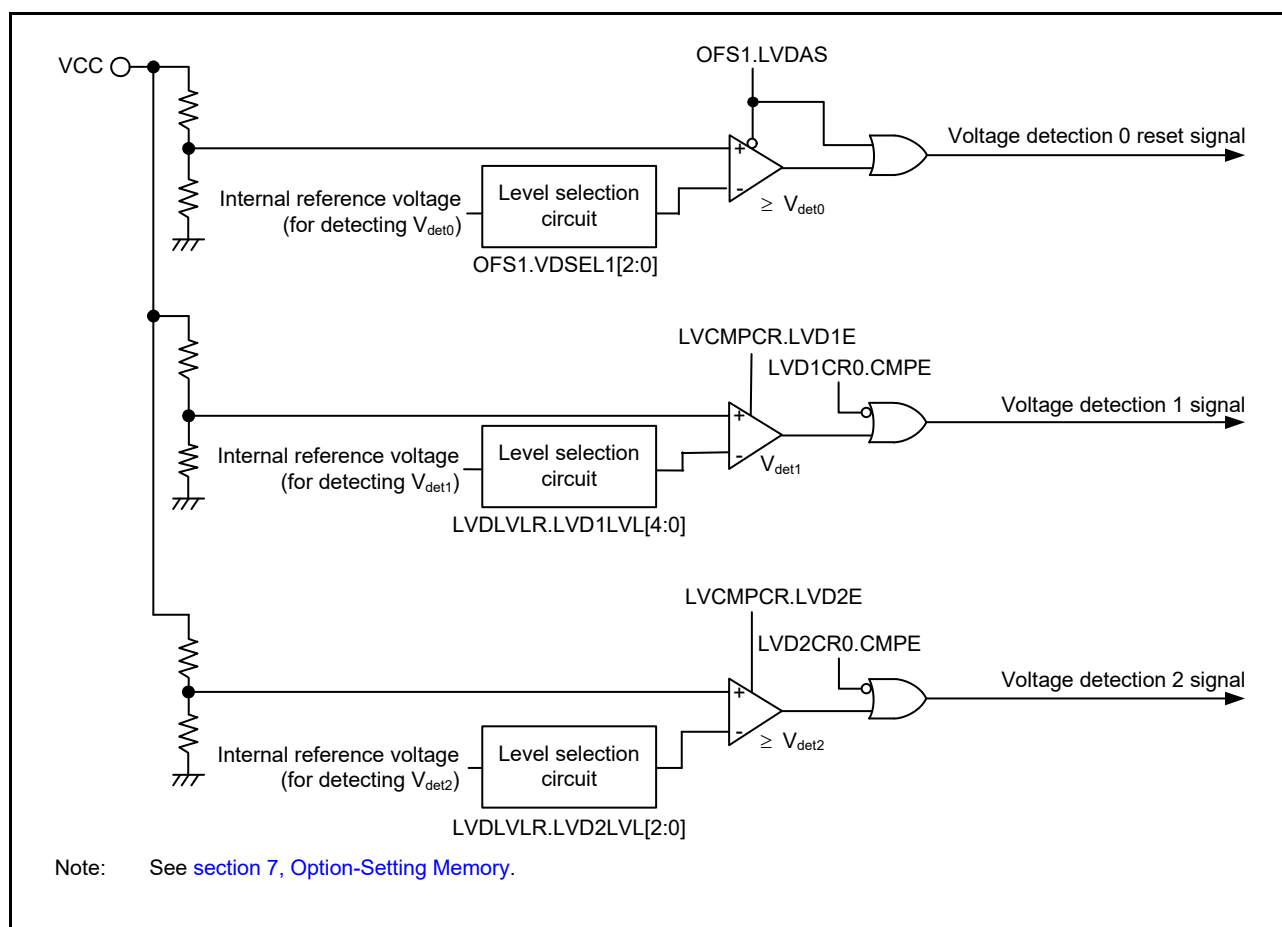 OFS1.LVDAS
VCC
Voltage detection 0 reset signal
+
-
Internal reference voltage
(for detecting Vdet0)
Level selection
circuit
≥ Vdet0
OFS1.VDSEL1[2:0]
LVCMPCR.LVD1E
LVD1CR0.CMPE
Voltage detection 1 signal
+
-
Internal reference voltage
(for detecting Vdet1)
Level selection
circuit
Vdet1
LVDLVLR.LVD1LVL[4:0]
LVCMPCR.LVD2E
LVD2CR0.CMPE
Voltage detection 2 signal
+
-
Internal reference voltage
(for detecting Vdet2)
Level selection
circuit
≥ Vdet2
LVDLVLR.LVD2LVL[2:0]
Note: See section 7, Option-Setting Memory.